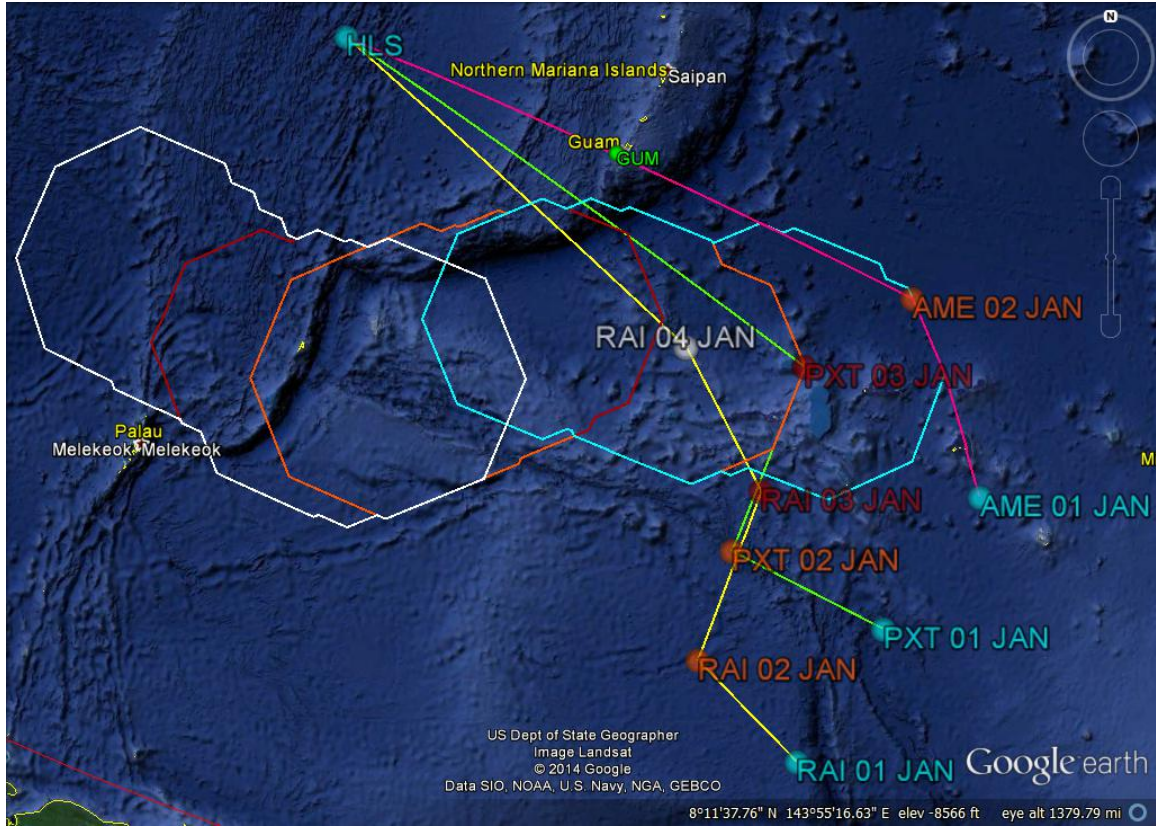 N
HLS
Northern Mariana Islands
Saipan
Guam
GUM
AME 02 JAN
RAI 04 JAN
PXT 03 JAN
Palau
Melekeok Melekeok
M
RAI 03 JAN
AME 01 JAN
PXT 02 JAN
PXT 01 JAN
RAI 02 JAN
RAI 01 JAN
US Dept of State Geographer
Image Landsat
© 2014 Google
Data SIO, NOAA, U.S. Navy, NGA, GEBCO
Google earth
8°11'37.76" N 143°55'16.63" E elev -8566 ft eye alt 1379.79 mi